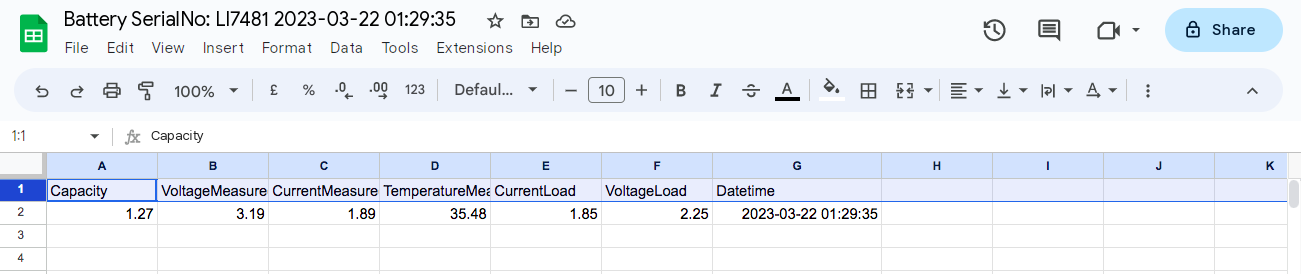 Battery SerialNo: LI7481 2023-03-22 01:29:35
File Edit View Insert Format Data Tools Extensions Help
Share
100% £ % .0 .00 123 Defaul... 10 B I S A A
1:1 fx Capacity
A B C D E F G H I J K
1 Capacity VoltageMeasure CurrentMeasure TemperatureMea CurrentLoad VoltageLoad Datetime
2 1.27 3.19 1.89 35.48 1.85 2.25 2023-03-22 01:29:35
3
4